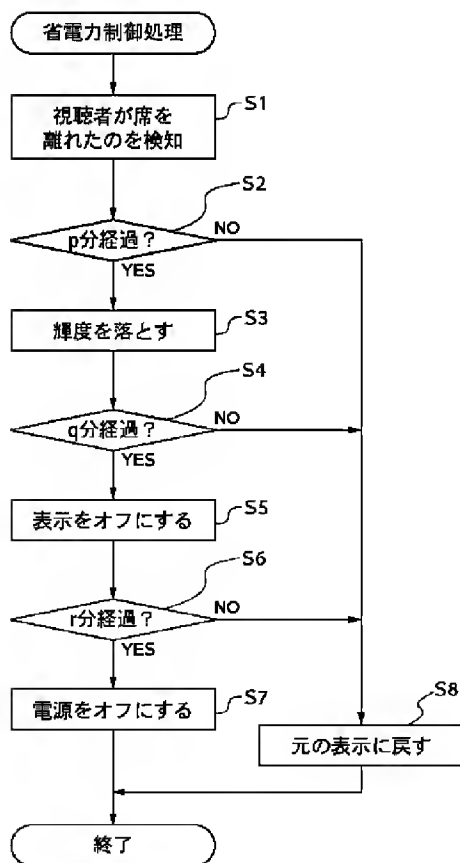 省電力制御処理
視聴者が席を
離れたのを検知
S1
p分経過？
S2
NO
YES
輝度を落とす
S3
q分経過？
S4
NO
YES
表示をオフにする
S5
r分経過？
S6
NO
YES
電源をオフにする
S7
元の表示に戻す
S8
終了